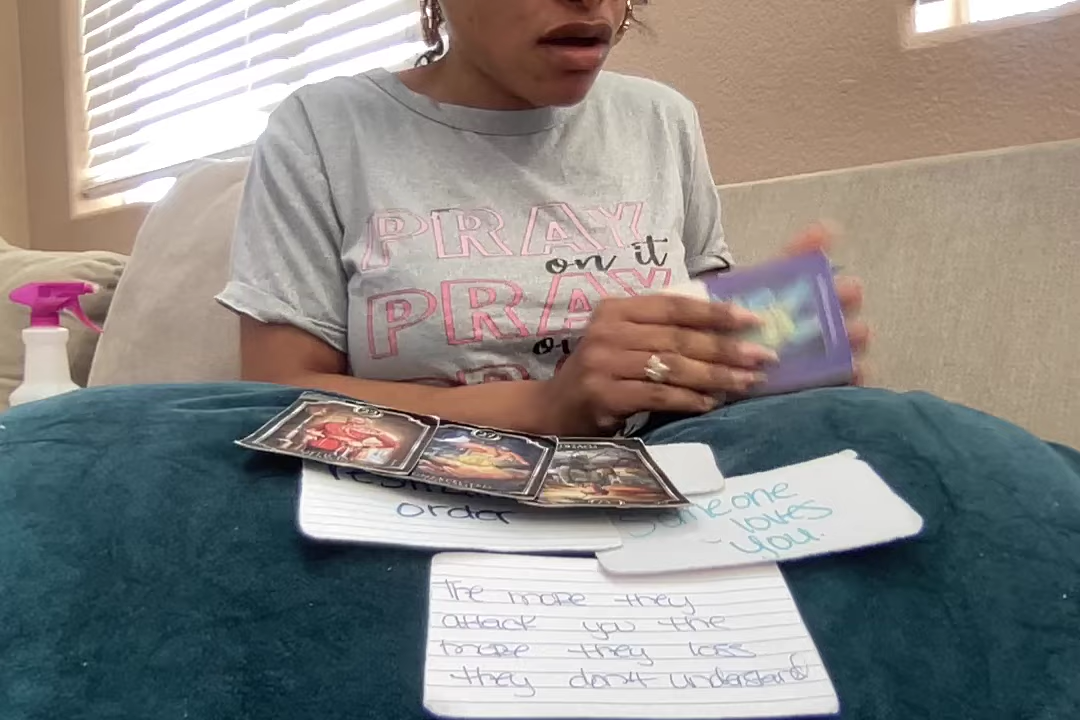 PRAY
on it
PRAY
order
Someone
loves
you.
The more they
attack you the
more they loss
they don't understand